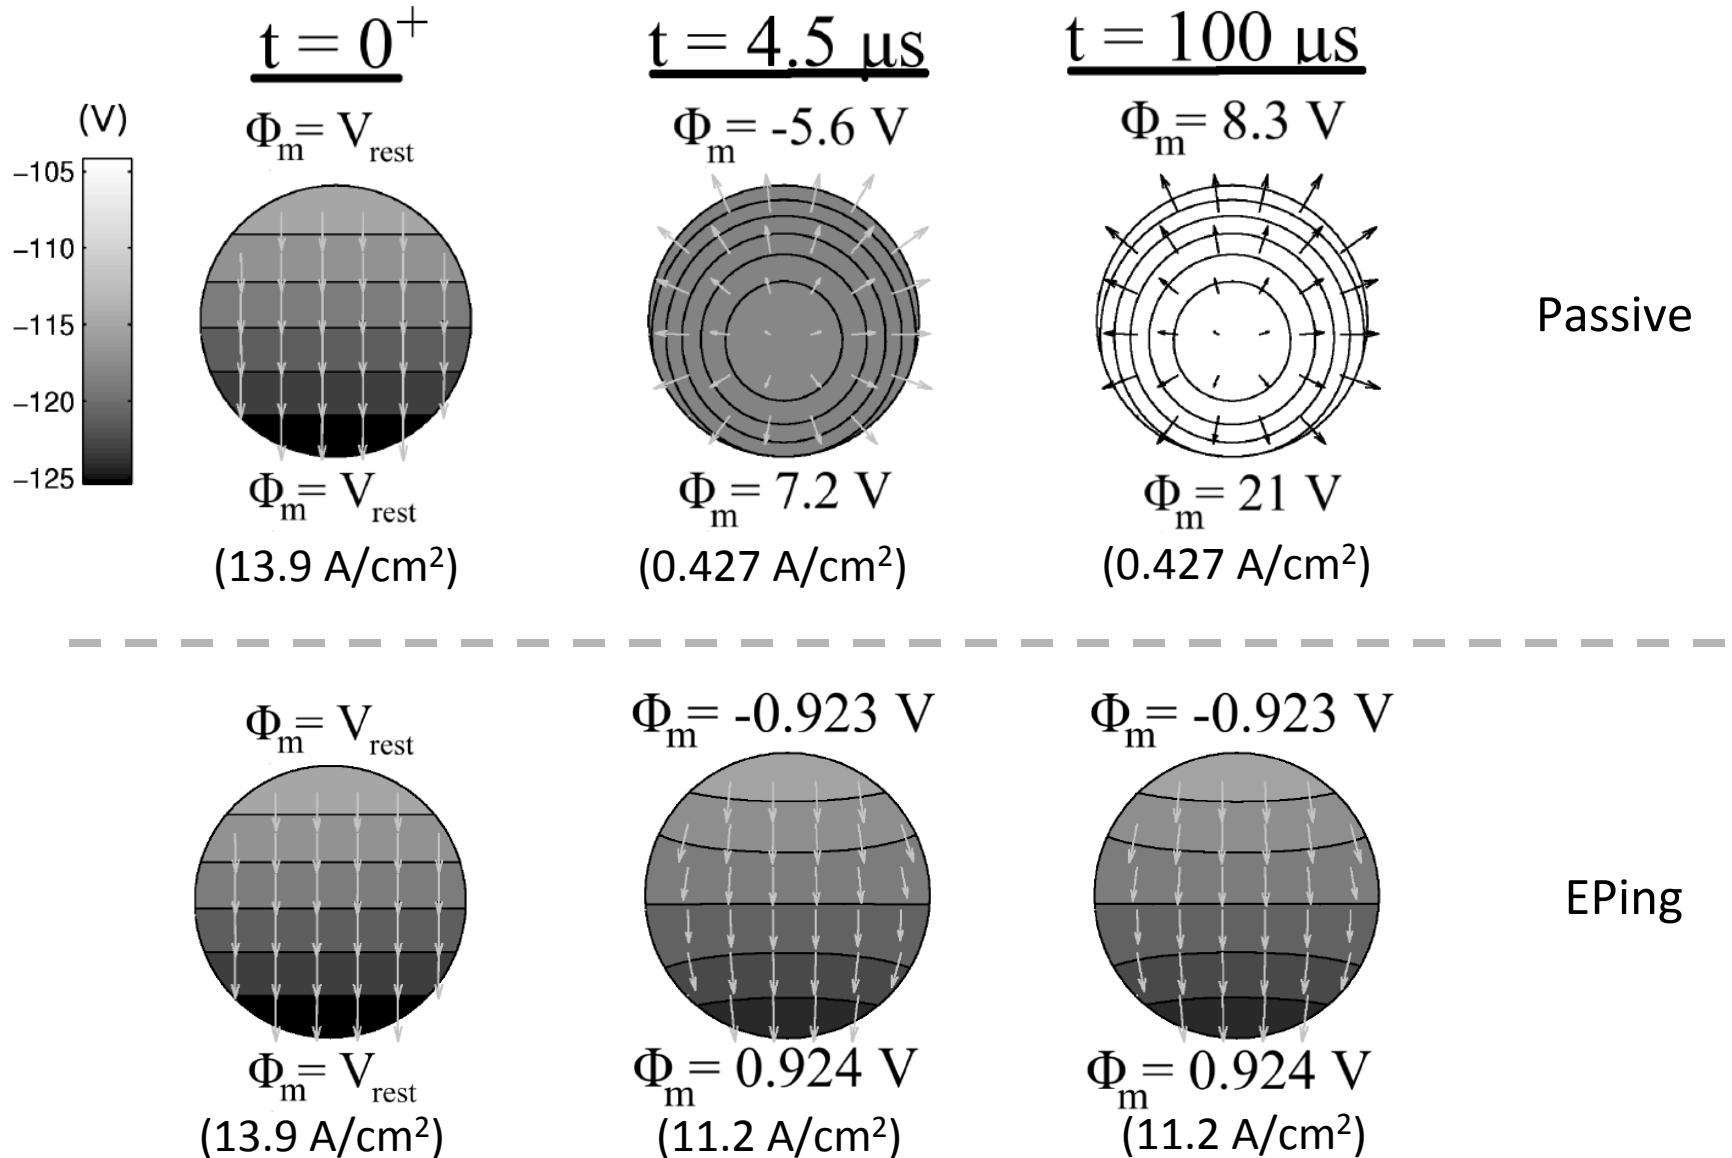 t = 0⁺
t = 4.5 μs
t = 100 μs
(V)
−105
−110
−115
−120
−125
Φm= Vrest
Φm= -5.6 V
Φm= 8.3 V
Passive
Φm= Vrest
Φm= 7.2 V
Φm= 21 V
(13.9 A/cm²)
(0.427 A/cm²)
(0.427 A/cm²)
Φm= Vrest
Φm= -0.923 V
Φm= -0.923 V
EPing
Φm= Vrest
Φm= 0.924 V
Φm= 0.924 V
(13.9 A/cm²)
(11.2 A/cm²)
(11.2 A/cm²)